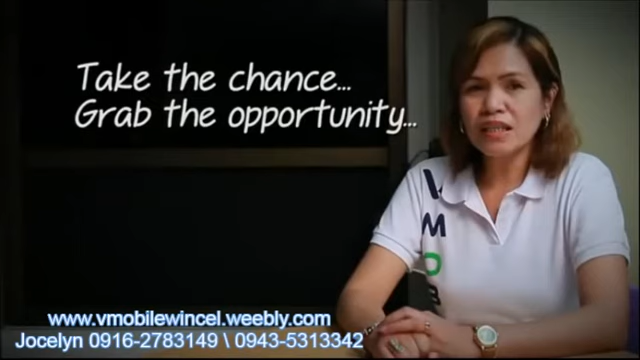 Take the chance...
Grab the opportunity...
V
M
O
B
www.vmobilewincel.weebly.com
Jocelyn 0916-2783149 \ 0943-5313342